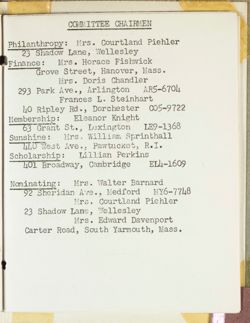 COMMITTEE CHAIRMEN
Philanthropy: Mrs. Courtland Piehler
23 Shadow Lane, Wellesley
Finance: Mrs. Horace Fishwick
Grove Street, Hanover, Mass.
Mrs. Doris Chandler
293 Park Ave., Arlington AR5-6704
Frances L. Steinhart
40 Ripley Rd., Dorchester CO5-9722
Membership: Eleanor Knight
63 Grant St., Lexington LE9-1368
Sunshine: Mrs. William Sprinthall
440 West Ave., Pawtucket, R.I.
Scholarship: Lillian Perkins
401 Broadway, Cambridge EL4-1609
Nominating: Mrs. Walter Barnard
92 Sheridan Ave., Medford MY6-7748
Mrs. Courtland Piehler
23 Shadow Lane, Wellesley
Mrs. Edward Davenport
Carter Road, South Yarmouth, Mass.